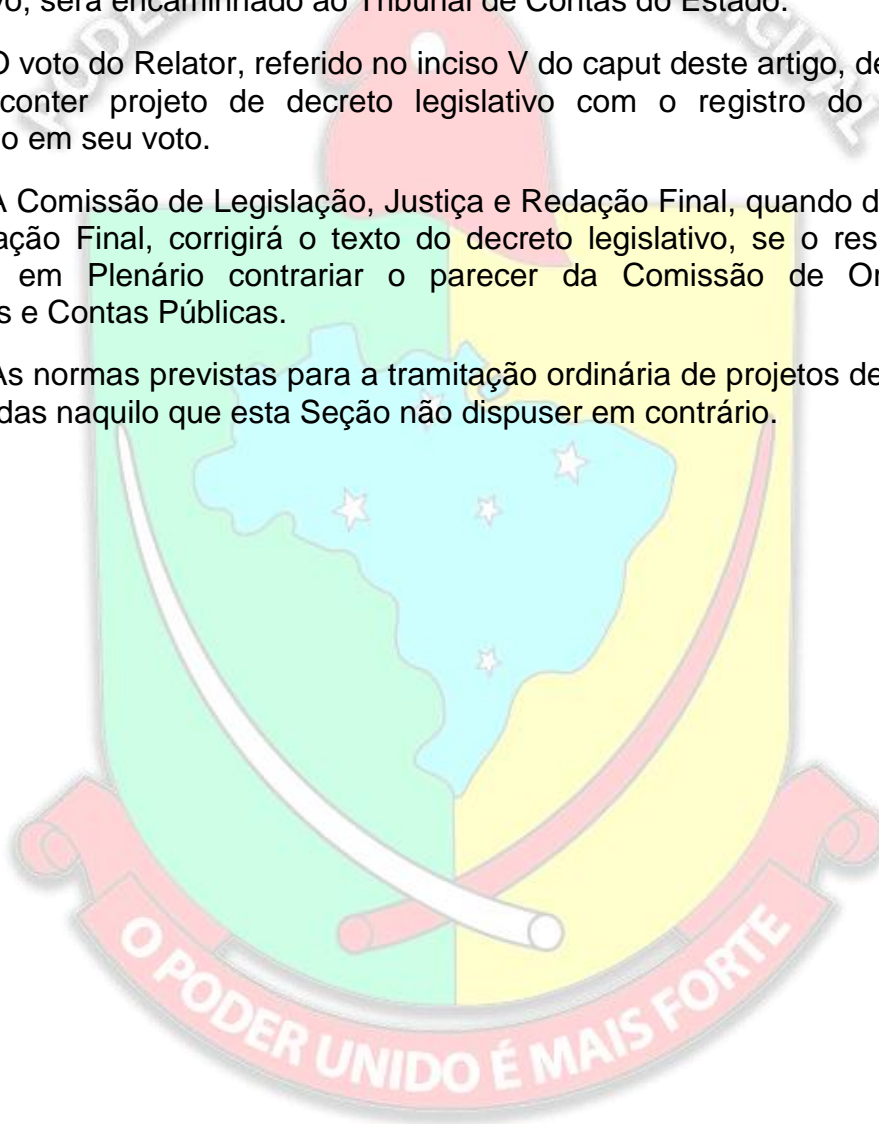 vo, será encaminhado ao Tribunal de Contas do Estado.
O voto do Relator, referido no inciso V do caput deste artigo, de
conter projeto de decreto legislativo com o registro do
o em seu voto.
A Comissão de Legislação, Justiça e Redação Final, quando d
ação Final, corrigirá o texto do decreto legislativo, se o res
em Plenário contrariar o parecer da Comissão de Or
s e Contas Públicas.
As normas previstas para a tramitação ordinária de projetos de
das naquilo que esta Seção não dispuser em contrário.
O PODER UNIDO É MAIS FORTE